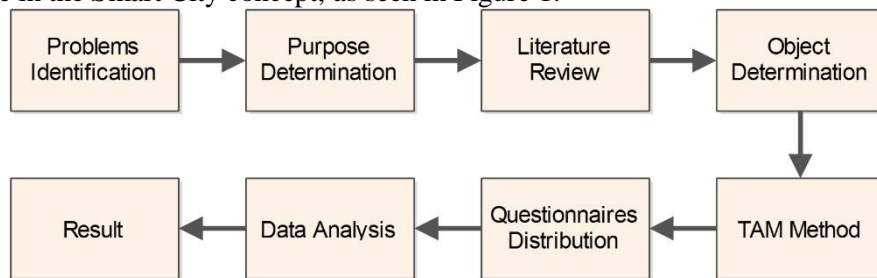 e in the Smart City concept, as seen in Figure 1.
Problems
Identification
Purpose
Determination
Literature
Review
Object
Determination
Result
Data Analysis
Questionnaires
Distribution
TAM Method